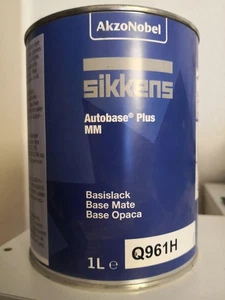 AkzoNobel
sikkens
Autobase® Plus
MM
Basislack
Base Mate
Base Opaca
1L e
Q961H